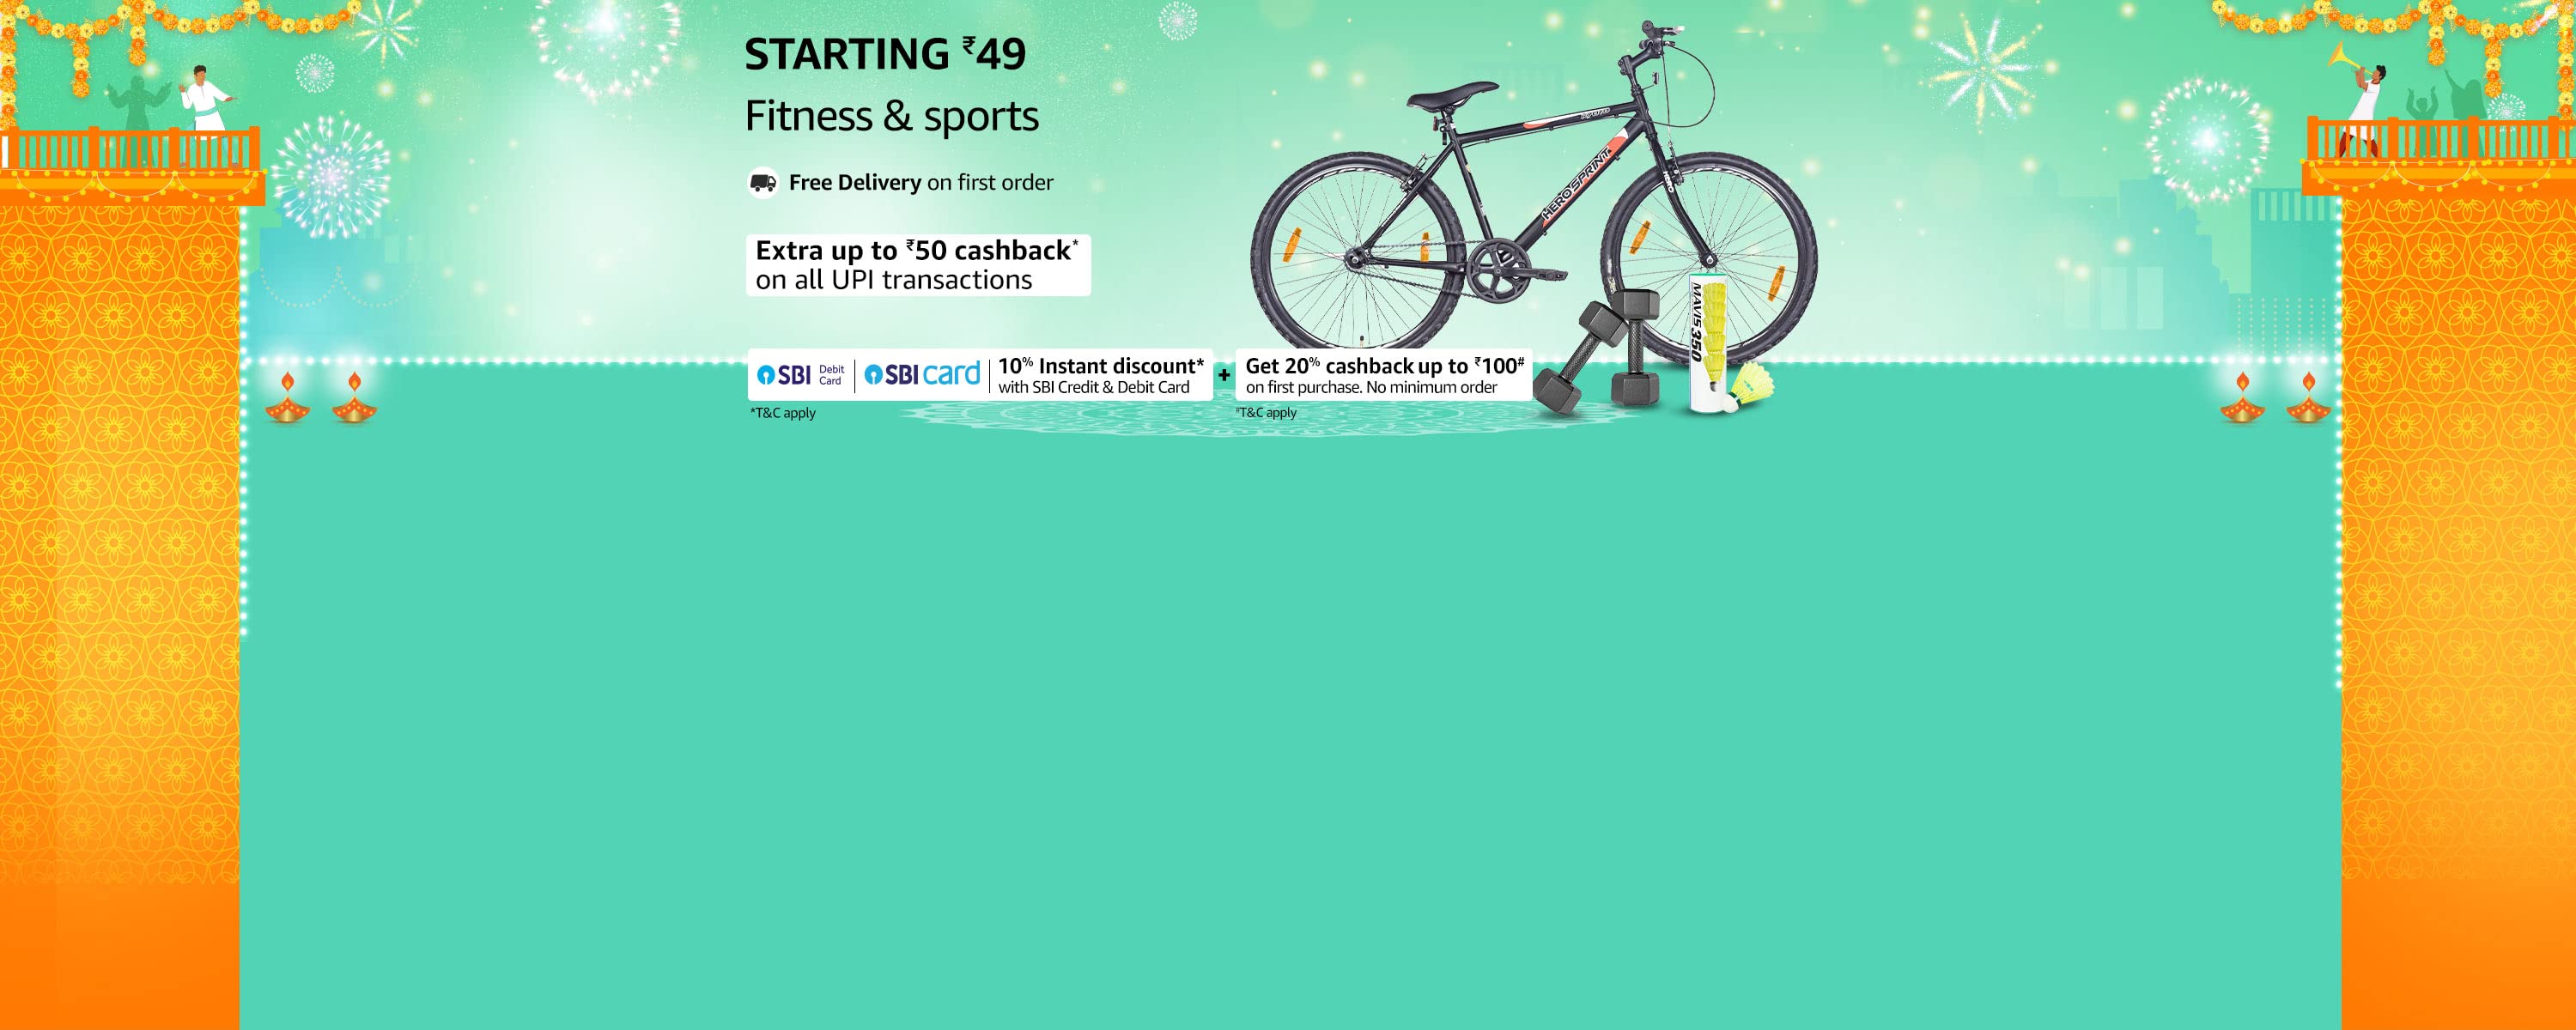 STARTING ₹49
Fitness & sports
Free Delivery on first order
Extra up to ₹50 cashback*
on all UPI transactions
SBI Debit Card | SBI card | 10% Instant discount*
with SBI Credit & Debit Card
+
Get 20% cashback up to ₹100#
on first purchase. No minimum order
*T&C apply
#T&C apply
HERO SPRINT
MAVIS 350